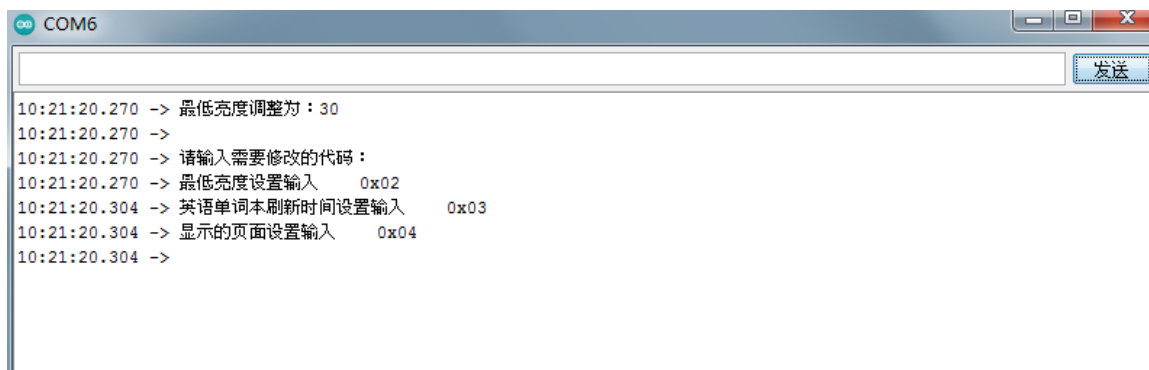 COM6
发送
10:21:20.270 -> 最低亮度调整为：30
10:21:20.270 ->
10:21:20.270 -> 请输入需要修改的代码：
10:21:20.270 -> 最低亮度设置输入    0x02
10:21:20.304 -> 英语单词本刷新时间设置输入    0x03
10:21:20.304 -> 显示的页面设置输入    0x04
10:21:20.304 ->